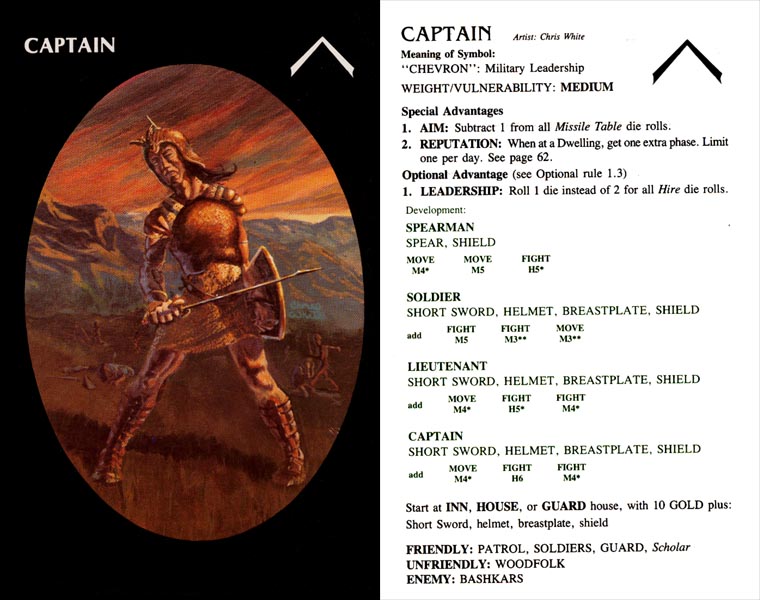 CAPTAIN
CAPTAIN Artist: Chris White
Meaning of Symbol:
"CHEVRON": Military Leadership
WEIGHT/VULNERABILITY: MEDIUM
Special Advantages
1. AIM: Subtract 1 from all Missile Table die rolls.
2. REPUTATION: When at a Dwelling, get one extra phase. Limit
one per day. See page 62.
Optional Advantage (see Optional rule 1.3)
1. LEADERSHIP: Roll 1 die instead of 2 for all Hire die rolls.
Development:
SPEARMAN
SPEAR, SHIELD
MOVE MOVE FIGHT
M4* M5 H5*
SOLDIER
SHORT SWORD, HELMET, BREASTPLATE, SHIELD
add FIGHT FIGHT MOVE
M5 M3** M3**
LIEUTENANT
SHORT SWORD, HELMET, BREASTPLATE, SHIELD
add MOVE FIGHT FIGHT
M4* H5* M4*
CAPTAIN
SHORT SWORD, HELMET, BREASTPLATE, SHIELD
add MOVE FIGHT FIGHT
M4* H6 M4*
Start at INN, HOUSE, or GUARD house, with 10 GOLD plus:
Short Sword, helmet, breastplate, shield
FRIENDLY: PATROL, SOLDIERS, GUARD, Scholar
UNFRIENDLY: WOODFOLK
ENEMY: BASHKARS